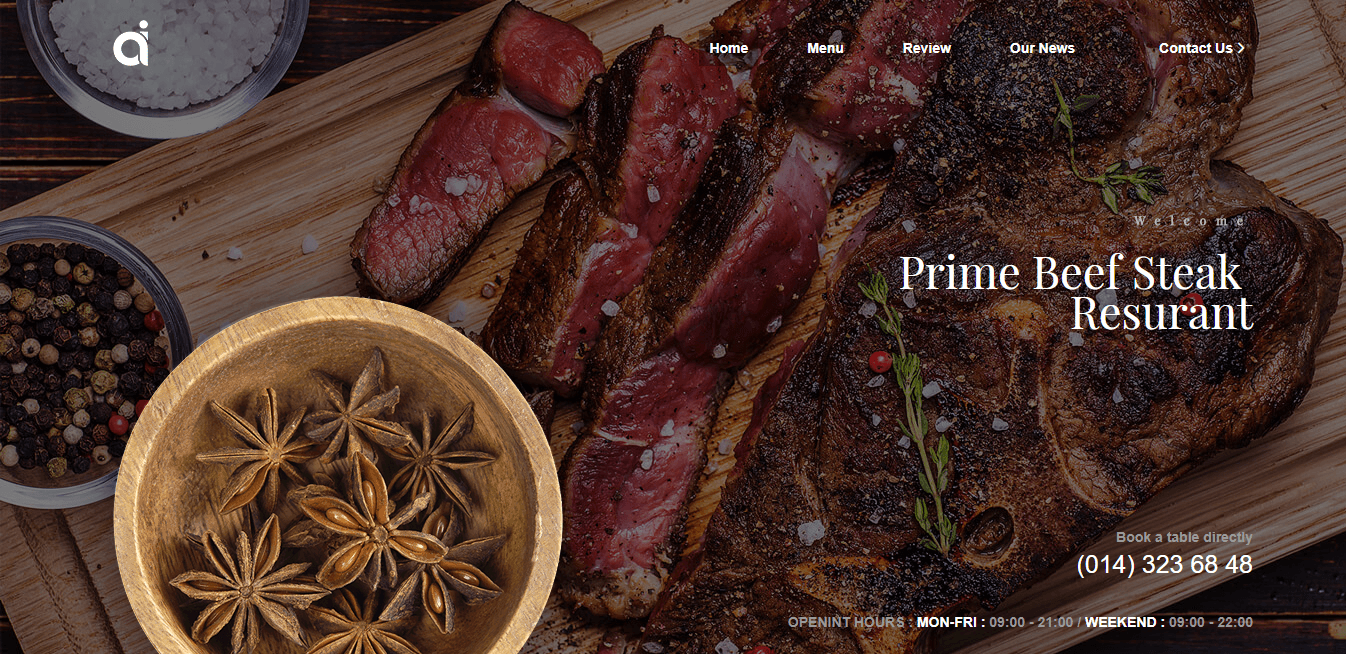 ai
Home Menu Review Our News Contact Us
Welcome
Prime Beef Steak
Resurant
Book a table directly
(014) 323 68 48
OPENINT HOURS : MON-FRI : 09:00 - 21:00 / WEEKEND : 09:00 - 22:00